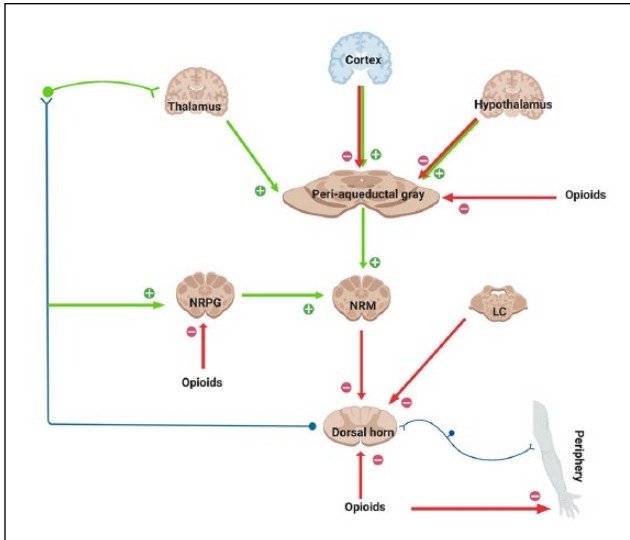 Cortex
Thalamus
Hypothalamus
Peri-aqueductal gray
Opioids
NRPG
NRM
LC
Opioids
Dorsal horn
Periphery
Opioids